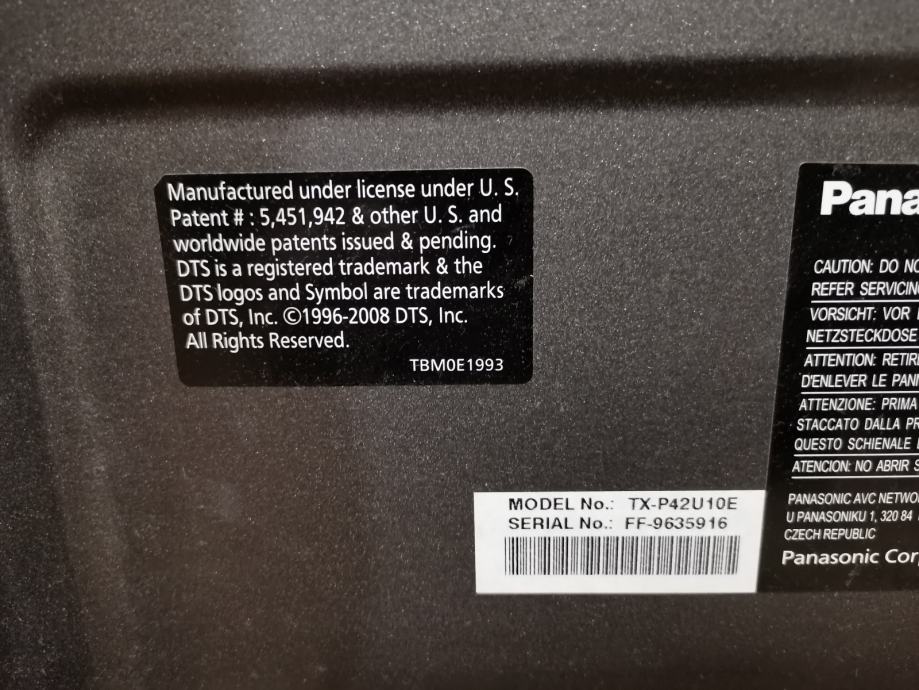 Manufactured under license under U. S.
Patent # : 5,451,942 & other U. S. and
worldwide patents issued & pending.
DTS is a registered trademark & the
DTS logos and Symbol are trademarks
of DTS, Inc. ©1996-2008 DTS, Inc.
All Rights Reserved.
TBM0E1993
MODEL No.: TX-P42U10E
SERIAL No.: FF-9635916
Pana
CAUTION: DO NO
REFER SERVICING
VORSICHT: VOR
NETZSTECKDOSE
ATTENTION: RETIR
D'ENLEVER LE PAN
ATTENZIONE: PRIMA
STACCATO DALLA PR
QUESTO SCHIENALE
ATENCION: NO ABRIR S
PANASONIC AVC NETWO
U PANASONIKU 1, 320 84
CZECH REPUBLIC
Panasonic Cor